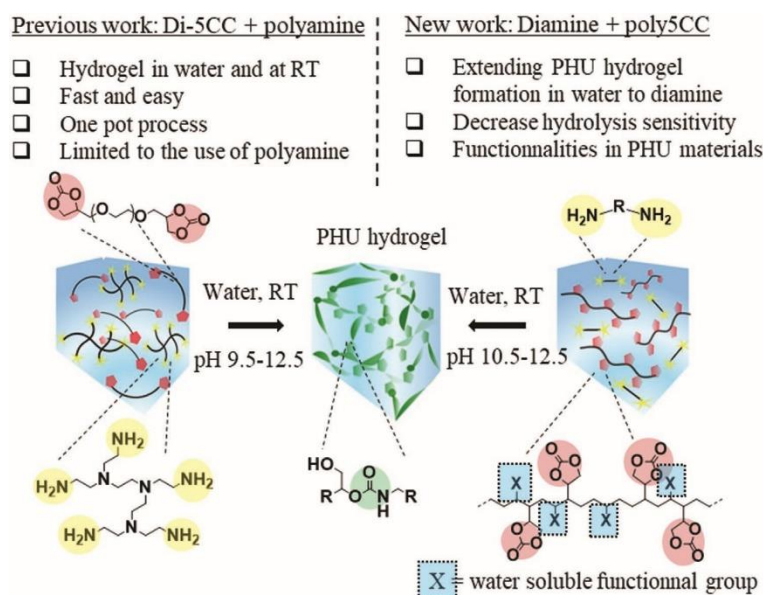 Previous work: Di-5CC + polyamine
❑ Hydrogel in water and at RT
❑ Fast and easy
❑ One pot process
❑ Limited to the use of polyamine
New work: Diamine + poly5CC
❑ Extending PHU hydrogel
formation in water to diamine
❑ Decrease hydrolysis sensitivity
❑ Functionnalities in PHU materials
O O O O O O O O
H2N R NH2
PHU hydrogel
Water, RT
pH 9.5-12.5
Water, RT
pH 10.5-12.5
NH2
H2N N N NH2
N
H2N NH2
HO O
R O N R
H
O O O O O O
X X
X X
O O O O O O
X = water soluble functionnal group